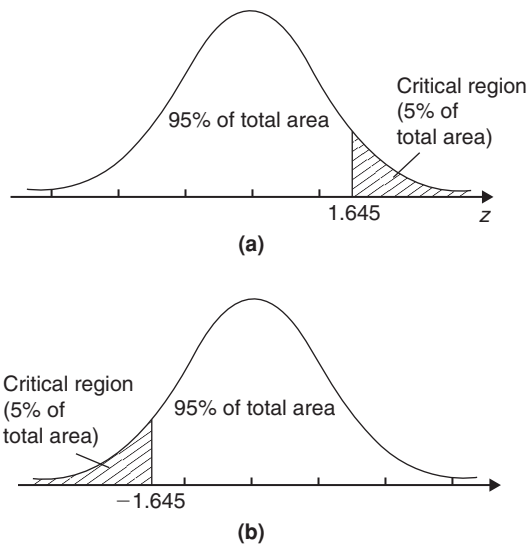 Critical region
(5% of
total area)
95% of total area
1.645
z
(a)
Critical region
(5% of
total area)
95% of total area
−1.645
(b)